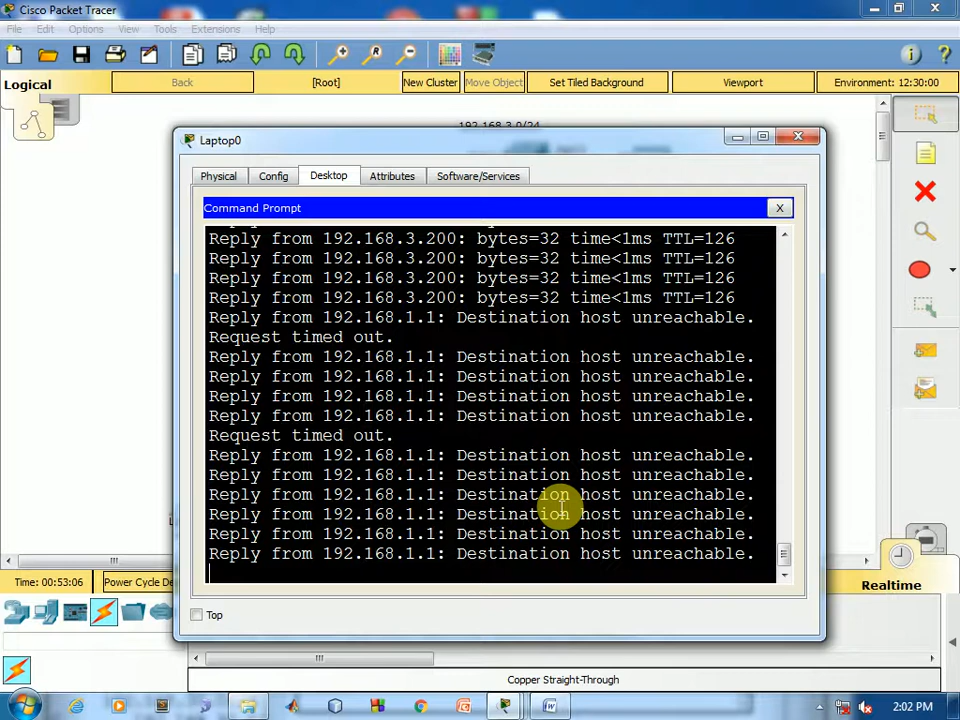 Cisco Packet Tracer
File Edit Options View Tools Extensions Help
R
i ?
Logical Back [Root] New Cluster Move Object Set Tiled Background Viewport Environment: 12:30:00
192.168.3.0/24
Laptop0
Physical Config Desktop Attributes Software/Services
Command Prompt X
Reply from 192.168.3.200: bytes=32 time<1ms TTL=126
Reply from 192.168.3.200: bytes=32 time<1ms TTL=126
Reply from 192.168.3.200: bytes=32 time<1ms TTL=126
Reply from 192.168.3.200: bytes=32 time<1ms TTL=126
Reply from 192.168.1.1: Destination host unreachable.
Request timed out.
Reply from 192.168.1.1: Destination host unreachable.
Reply from 192.168.1.1: Destination host unreachable.
Reply from 192.168.1.1: Destination host unreachable.
Reply from 192.168.1.1: Destination host unreachable.
Request timed out.
Reply from 192.168.1.1: Destination host unreachable.
Reply from 192.168.1.1: Destination host unreachable.
Reply from 192.168.1.1: Destination host unreachable.
Reply from 192.168.1.1: Destination host unreachable.
Reply from 192.168.1.1: Destination host unreachable.
Reply from 192.168.1.1: Destination host unreachable.
Top
Time: 00:53:06 Power Cycle De
Realtime
Copper Straight-Through
2:02 PM